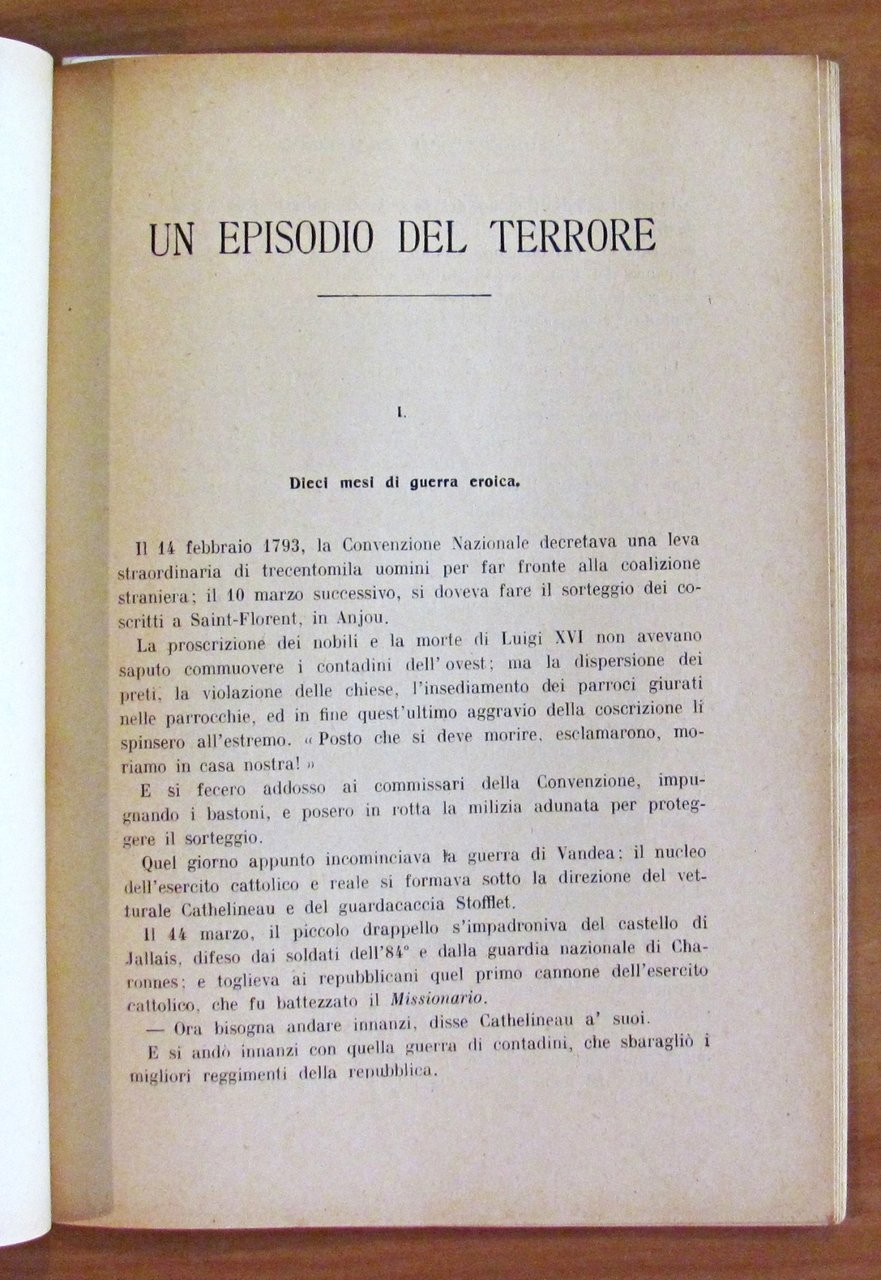 UN EPISODIO DEL TERRORE
I.
Dieci mesi di guerra eroica.
Il 14 febbraio 1793, la Convenzione Nazionale decretava una leva
straordinaria di trecentomila uomini per far fronte alla coalizione
straniera; il 10 marzo successivo, si doveva fare il sorteggio dei co-
scritti a Saint-Florent, in Anjou.
La proscrizione dei nobili e la morte di Luigi XVI non avevano
saputo commuovere i contadini dell'ovest; ma la dispersione dei
preti, la violazione delle chiese, l'insediamento dei parroci giurati
nelle parrocchie, ed in fine quest'ultimo aggravio della coscrizione li
spinsero all'estremo. « Posto che si deve morire, esclamarono, mo-
riamo in casa nostra! »
E si fecero addosso ai commissari della Convenzione, impu-
gnando i bastoni, e posero in rotta la milizia adunata per proteg-
gere il sorteggio.
Quel giorno appunto incominciava la guerra di Vandea; il nucleo
dell'esercito cattolico e reale si formava sotto la direzione del vet-
turale Cathelineau e del guardacaccia Stofflet.
Il 14 marzo, il piccolo drappello s'impadroniva del castello di
Jallais, difeso dai soldati dell'84° e dalla guardia nazionale di Cha-
ronnes; e toglieva ai repubblicani quel primo cannone dell'esercito
cattolico, che fu battezzato il Missionario.
— Ora bisogna andare innanzi, disse Cathelineau a' suoi.
E si andò innanzi con quella guerra di contadini, che sbaragliò i
migliori reggimenti della repubblica.